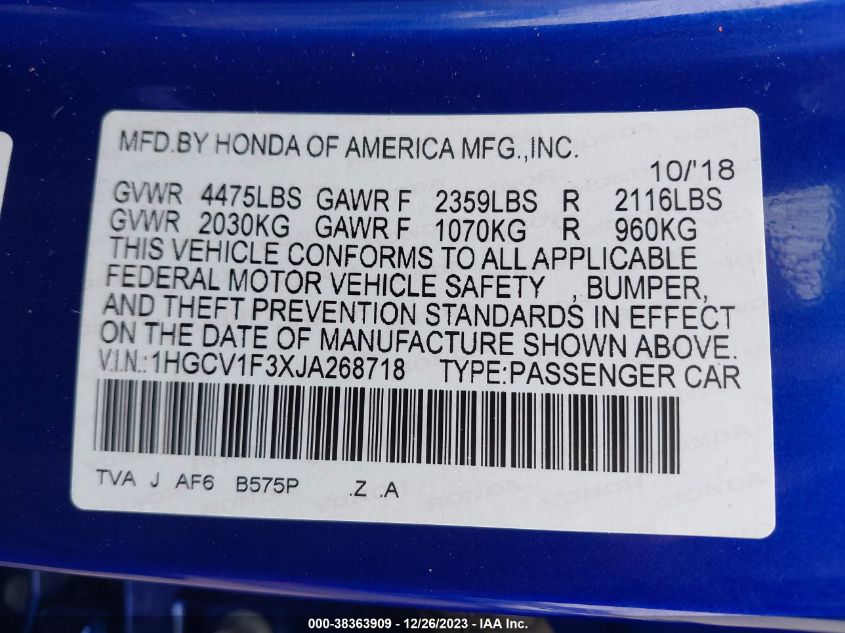 MFD.BY HONDA OF AMERICA MFG.,INC.
10/'18
GVWR 4475LBS GAWR F 2359LBS R 2116LBS
GVWR 2030KG GAWR F 1070KG R 960KG
THIS VEHICLE CONFORMS TO ALL APPLICABLE
FEDERAL MOTOR VEHICLE SAFETY , BUMPER,
AND THEFT PREVENTION STANDARDS IN EFFECT
ON THE DATE OF MANUFACTURE SHOWN ABOVE.
V.I.N.:1HGCV1F3XJA268718 TYPE:PASSENGER CAR
TVA J AF6 B575P .Z .A
000-38363909 - 12/26/2023 - IAA Inc.